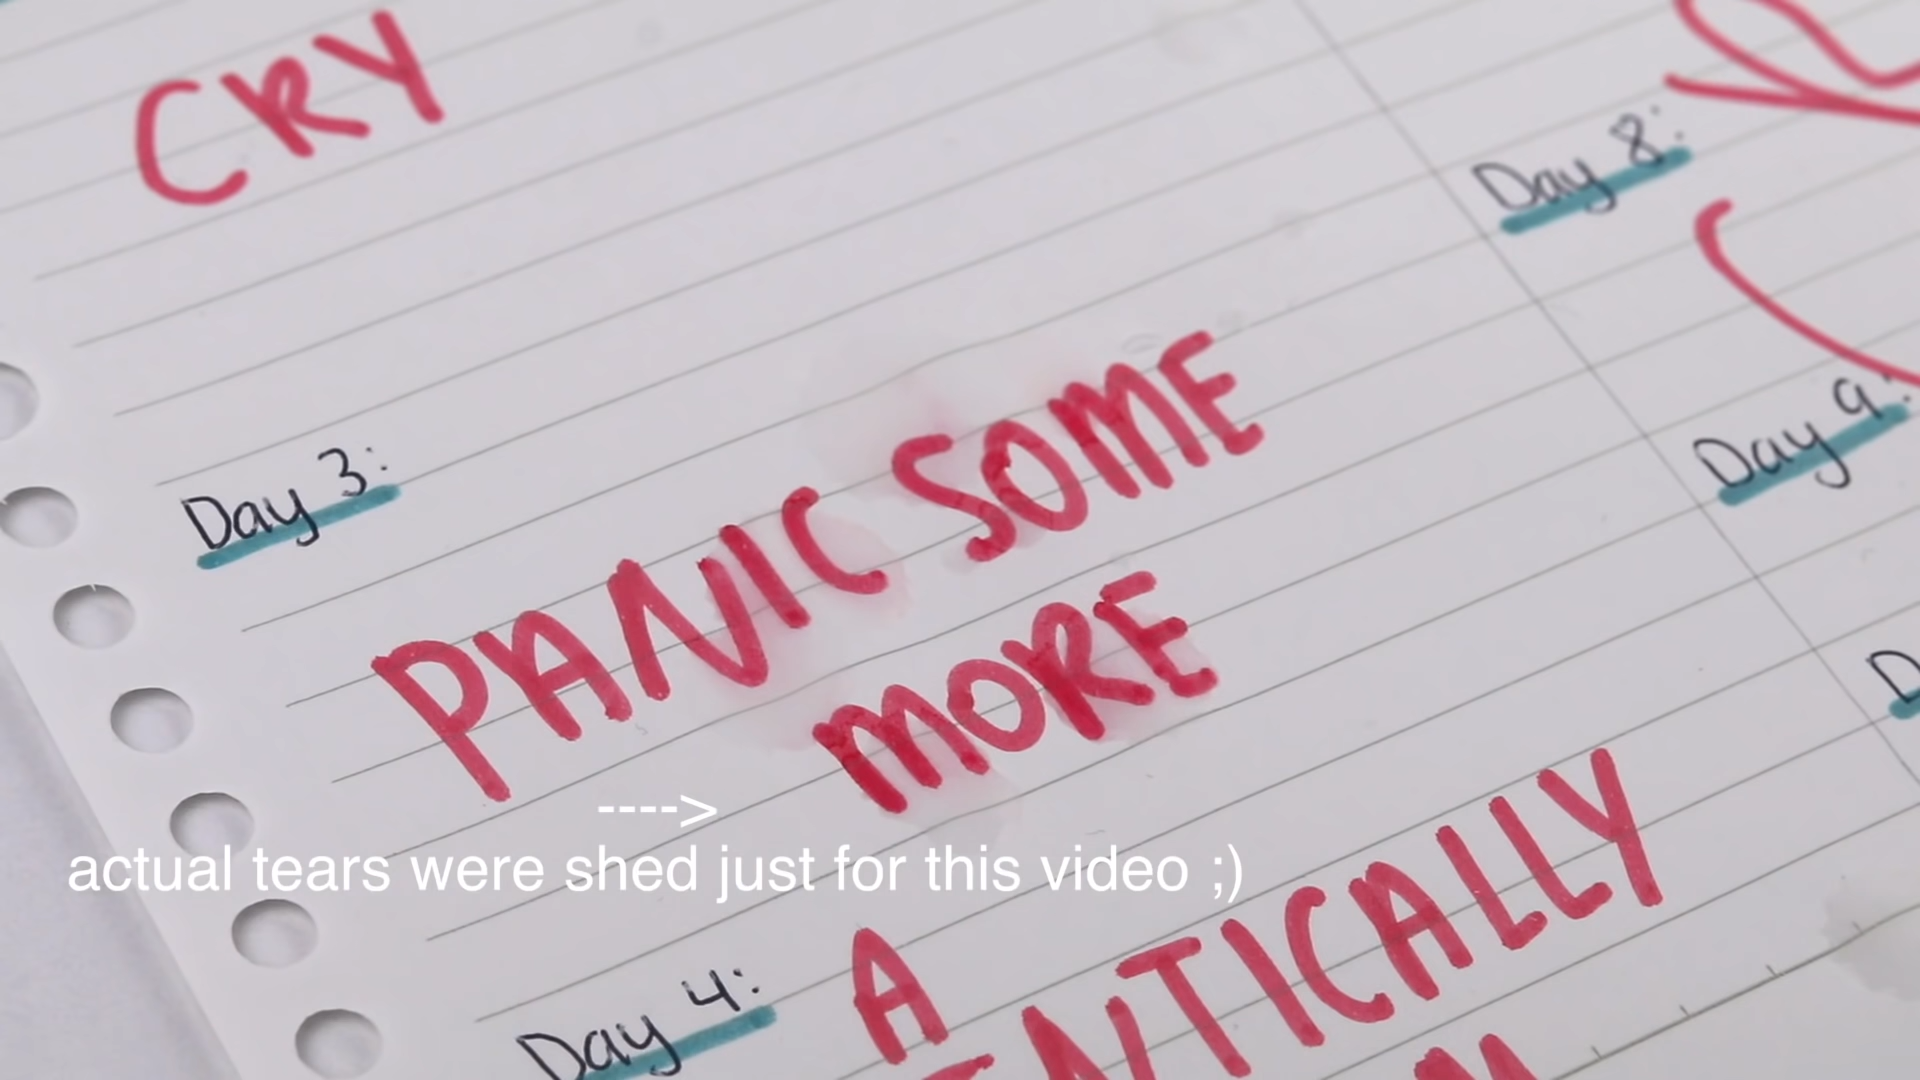 CRY
Day 3:
PANIC SOME
MORE
---->
actual tears were shed just for this video ;)
Day 4:
A
Day 8:
Day 9: